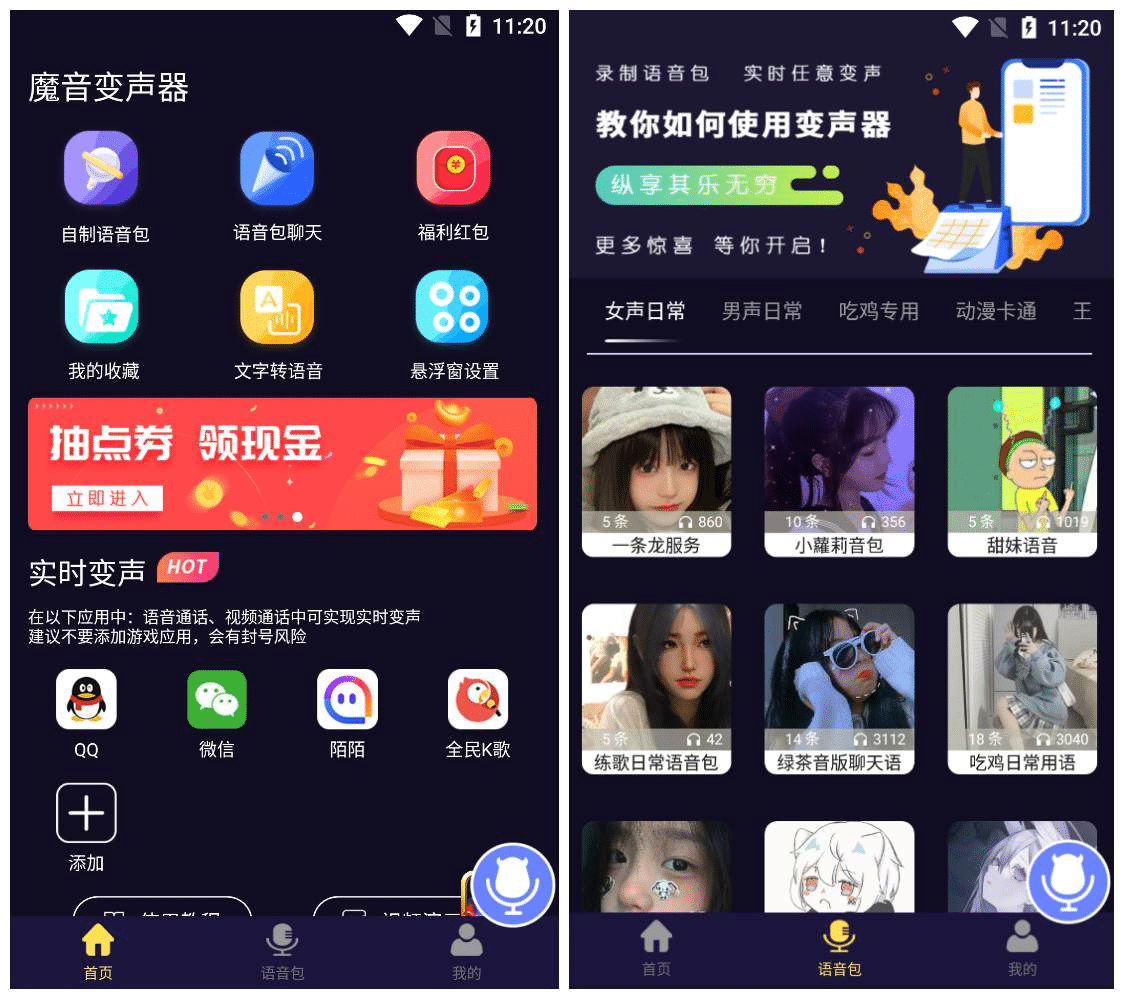 11:20
魔音变声器
自制语音包
语音包聊天
福利红包
A
我的收藏
文字转语音
悬浮窗设置
抽点券 领现金
立即进入
实时变声 HOT
在以下应用中：语音通话、视频通话中可实现实时变声
建议不要添加游戏应用，会有封号风险
QQ
微信
陌陌
全民K歌
添加
首页
语音包
我的
11:20
录制语音包 实时任意变声
教你如何使用变声器
纵享其乐无穷
更多惊喜 等你开启！
女声日常 男声日常 吃鸡专用 动漫卡通 王
5 条 860
一条龙服务
10 条 356
小蘿莉音包
5 条 1019
甜妹语音
5 条 42
练歌日常语音包
14 条 3112
绿茶音版聊天语
18 条 3040
吃鸡日常用语
首页
语音包
我的